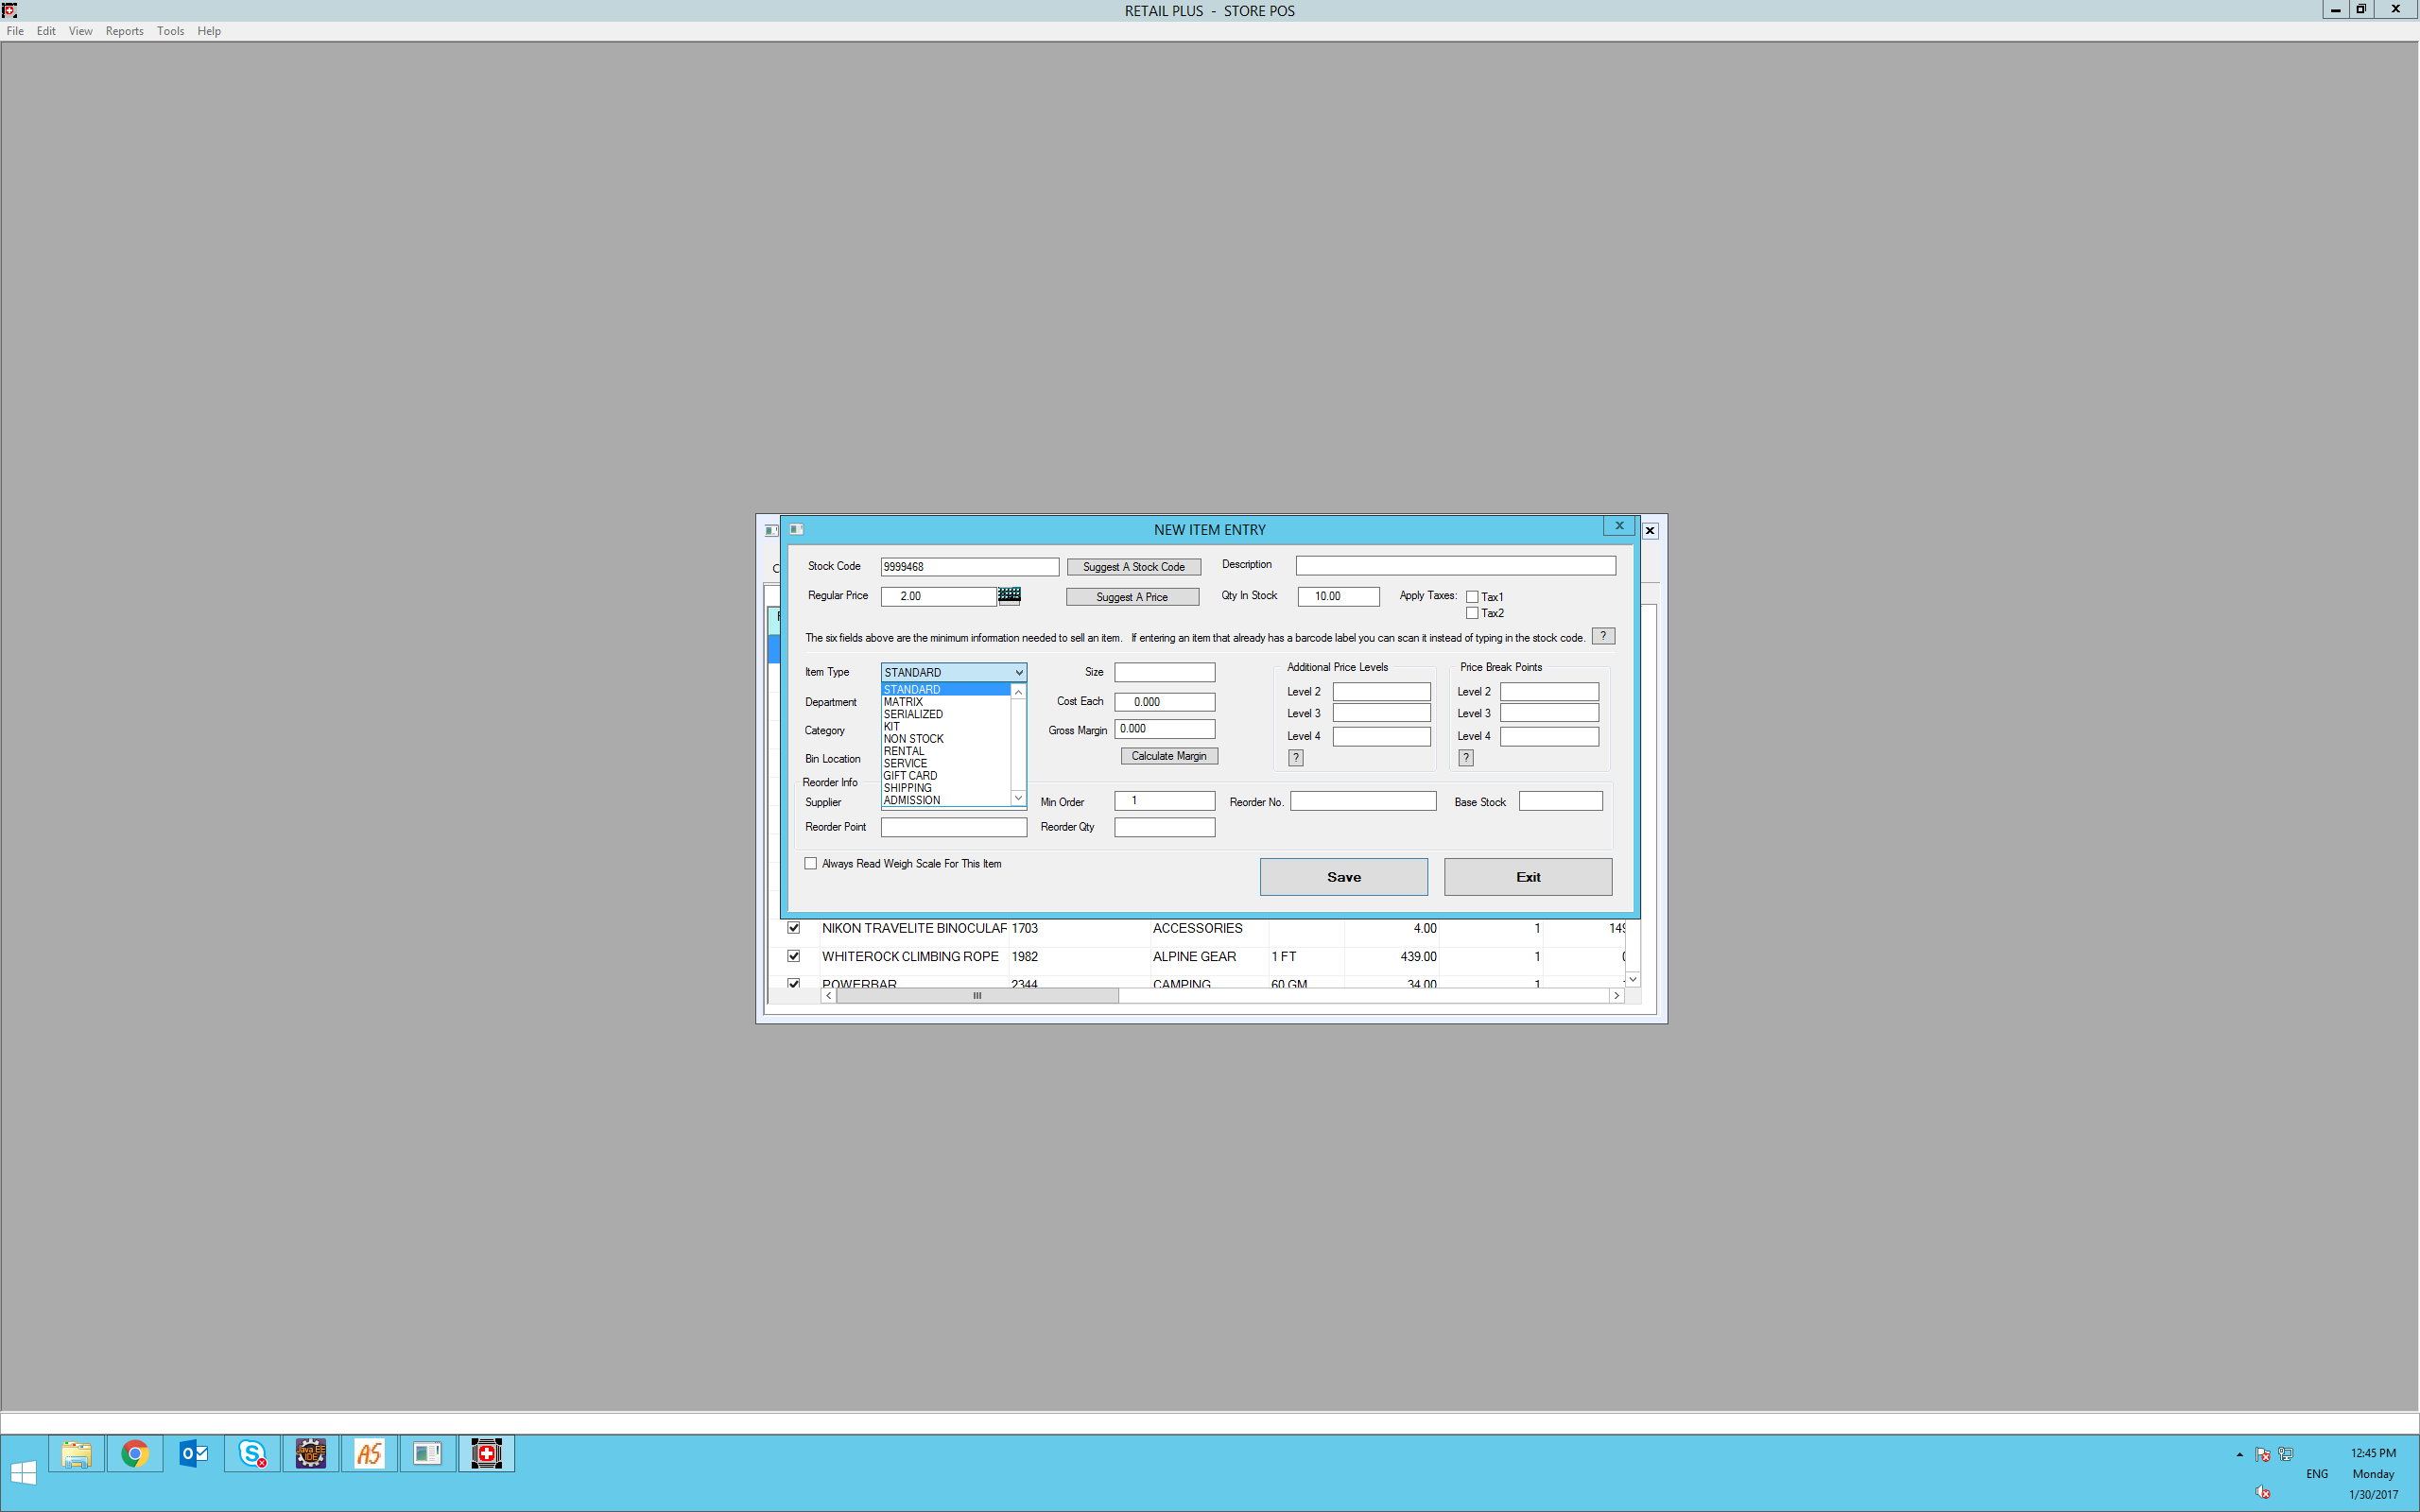 RETAIL PLUS - STORE POS
File Edit View Reports Tools Help
NEW ITEM ENTRY
Stock Code 9999468 Suggest A Stock Code Description
Regular Price 2.00 Suggest A Price Qty In Stock 10.00 Apply Taxes: Tax1
Tax2
The six fields above are the minimum information needed to sell an item. If entering an item that already has a barcode label you can scan it instead of typing in the stock code. ?
Item Type STANDARD Size Additional Price Levels Price Break Points
STANDARD Level 2 Level 2
Department MATRIX Cost Each 0.000
SERIALIZED Level 3 Level 3
Category KIT Gross Margin 0.000
NON STOCK Level 4 Level 4
RENTAL Calculate Margin ? ?
Bin Location SERVICE
GIFT CARD
Reorder Info SHIPPING
Supplier ADMISSION Min Order 1 Reorder No. Base Stock
Reorder Point Reorder Qty
Always Read Weigh Scale For This Item Save Exit
NIKON TRAVELITE BINOCULAR 1703 ACCESSORIES 4.00 1 149
WHITEROCK CLIMBING ROPE 1982 ALPINE GEAR 1 FT 439.00 1
POWERBAR 2344 CAMPING 60 GM 34.00 1
12:45 PM
ENG Monday
1/30/2017
Java EE
IDE
AS